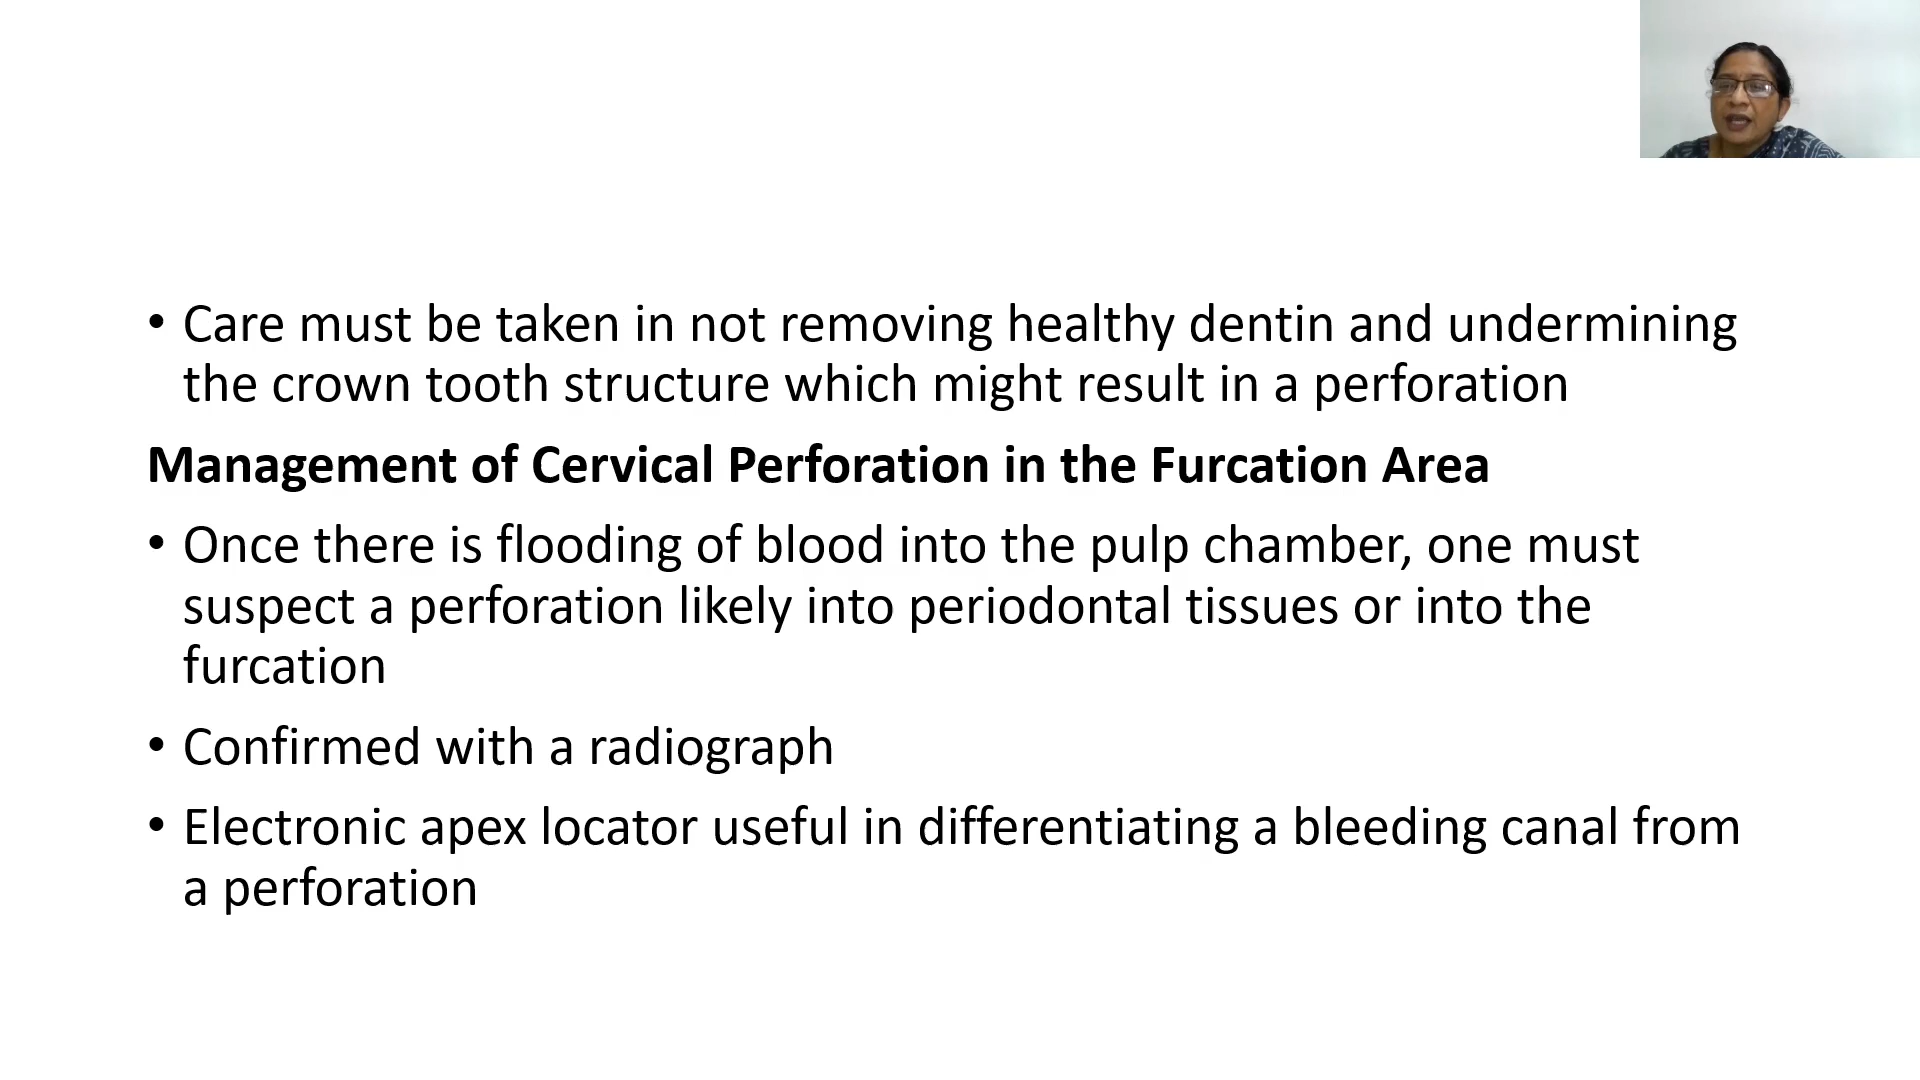 • Care must be taken in not removing healthy dentin and undermining
the crown tooth structure which might result in a perforation
Management of Cervical Perforation in the Furcation Area
• Once there is flooding of blood into the pulp chamber, one must
suspect a perforation likely into periodontal tissues or into the
furcation
• Confirmed with a radiograph
• Electronic apex locator useful in differentiating a bleeding canal from
a perforation